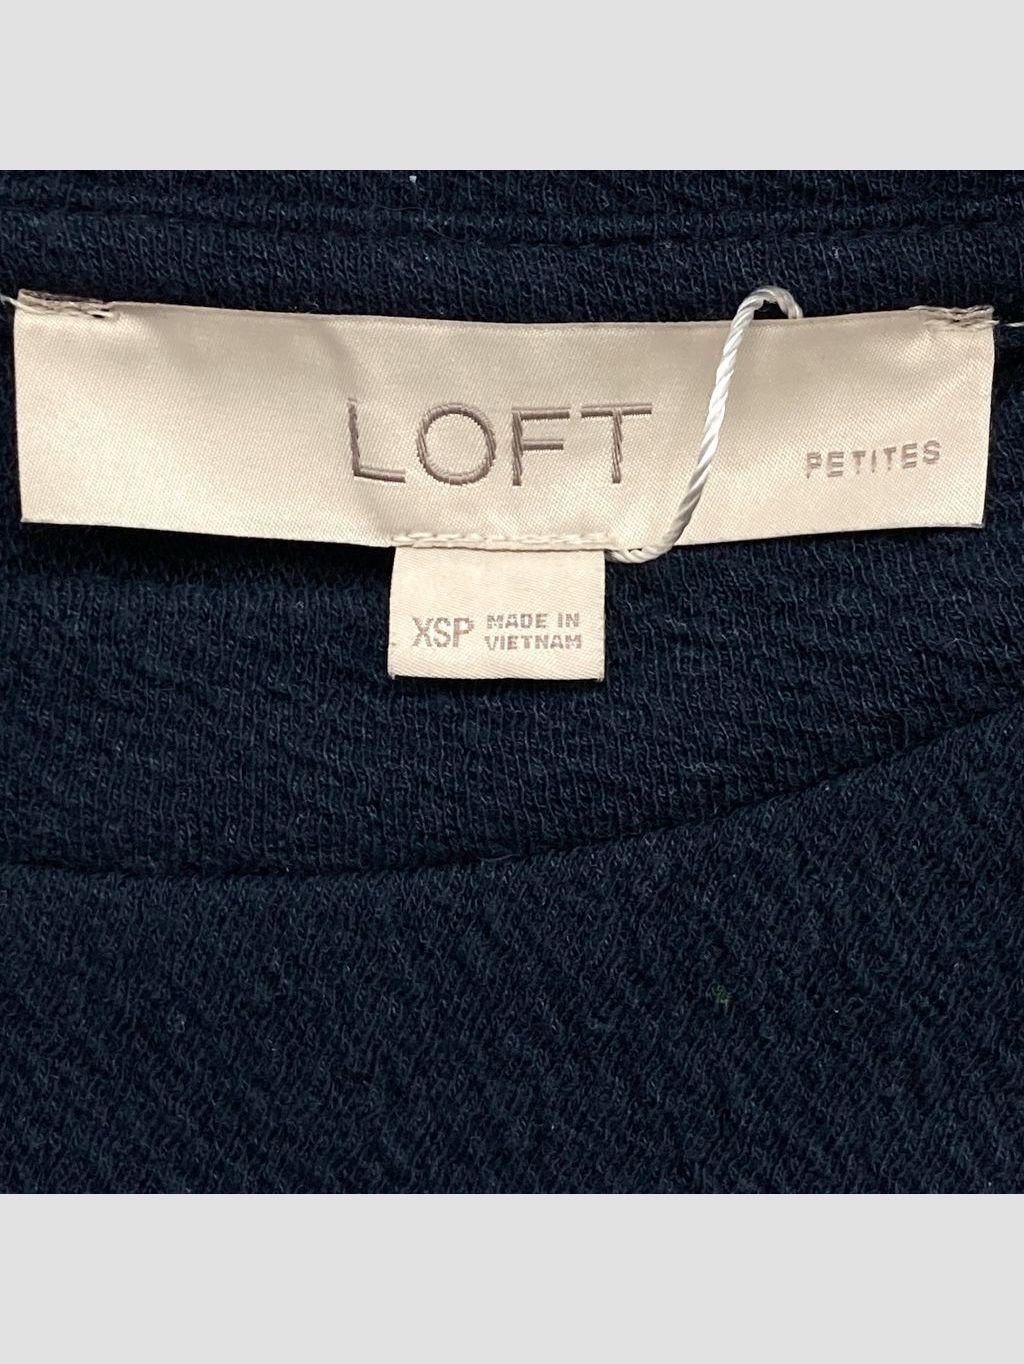 LOFT
PETITES
XSP
MADE IN
VIETNAM